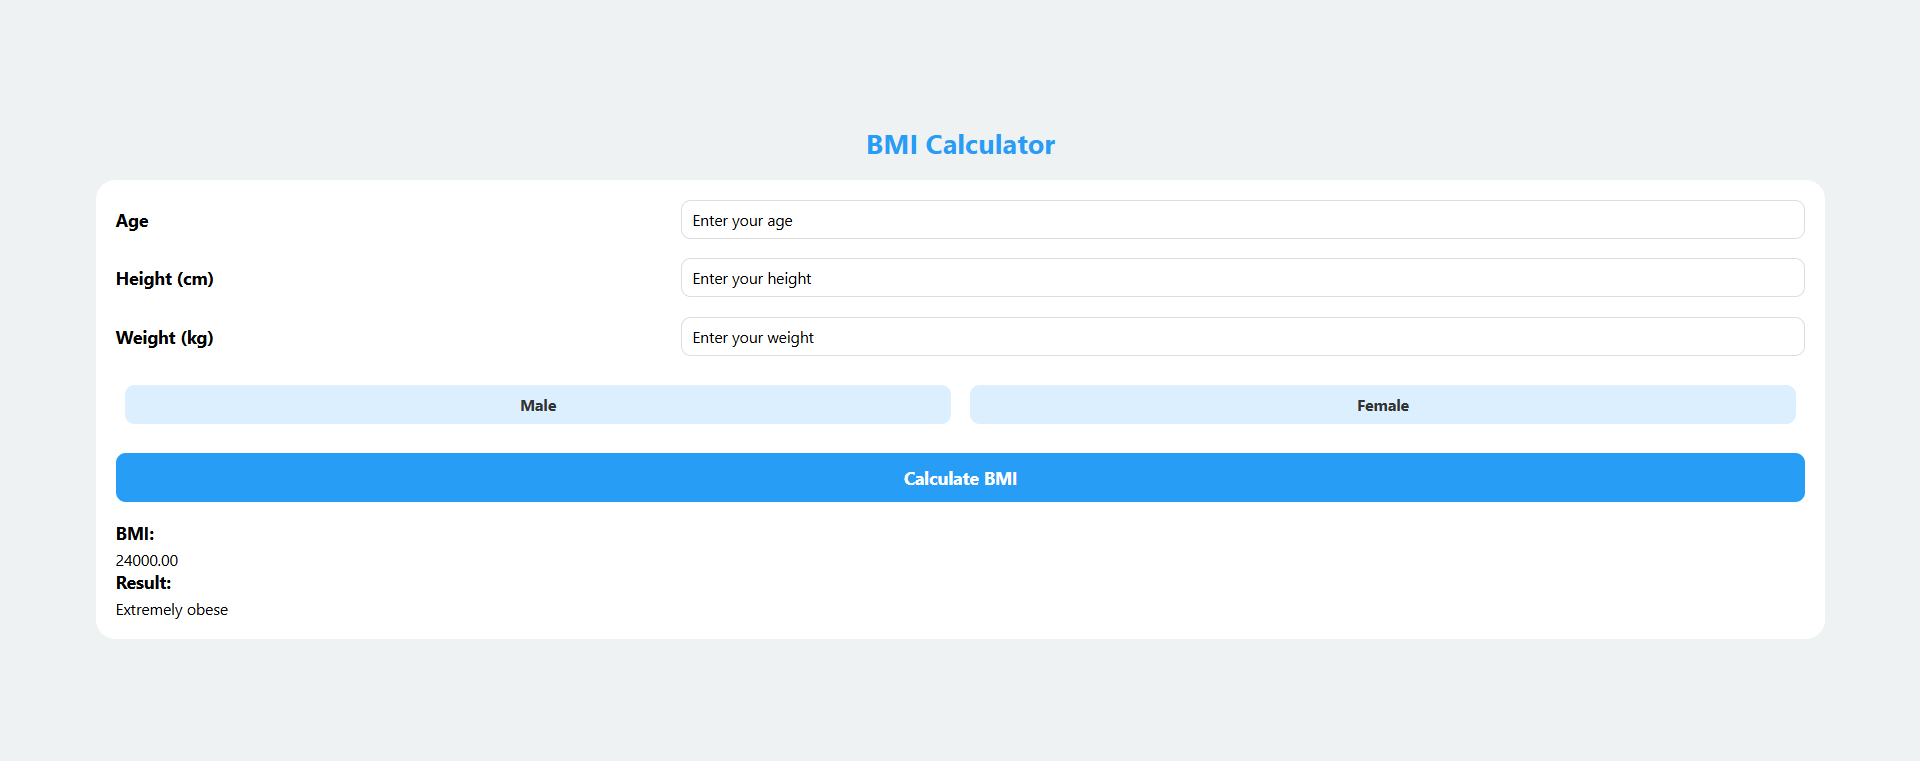 BMI Calculator
Age
Enter your age
Height (cm)
Enter your height
Weight (kg)
Enter your weight
Male
Female
Calculate BMI
BMI:
24000.00
Result:
Extremely obese